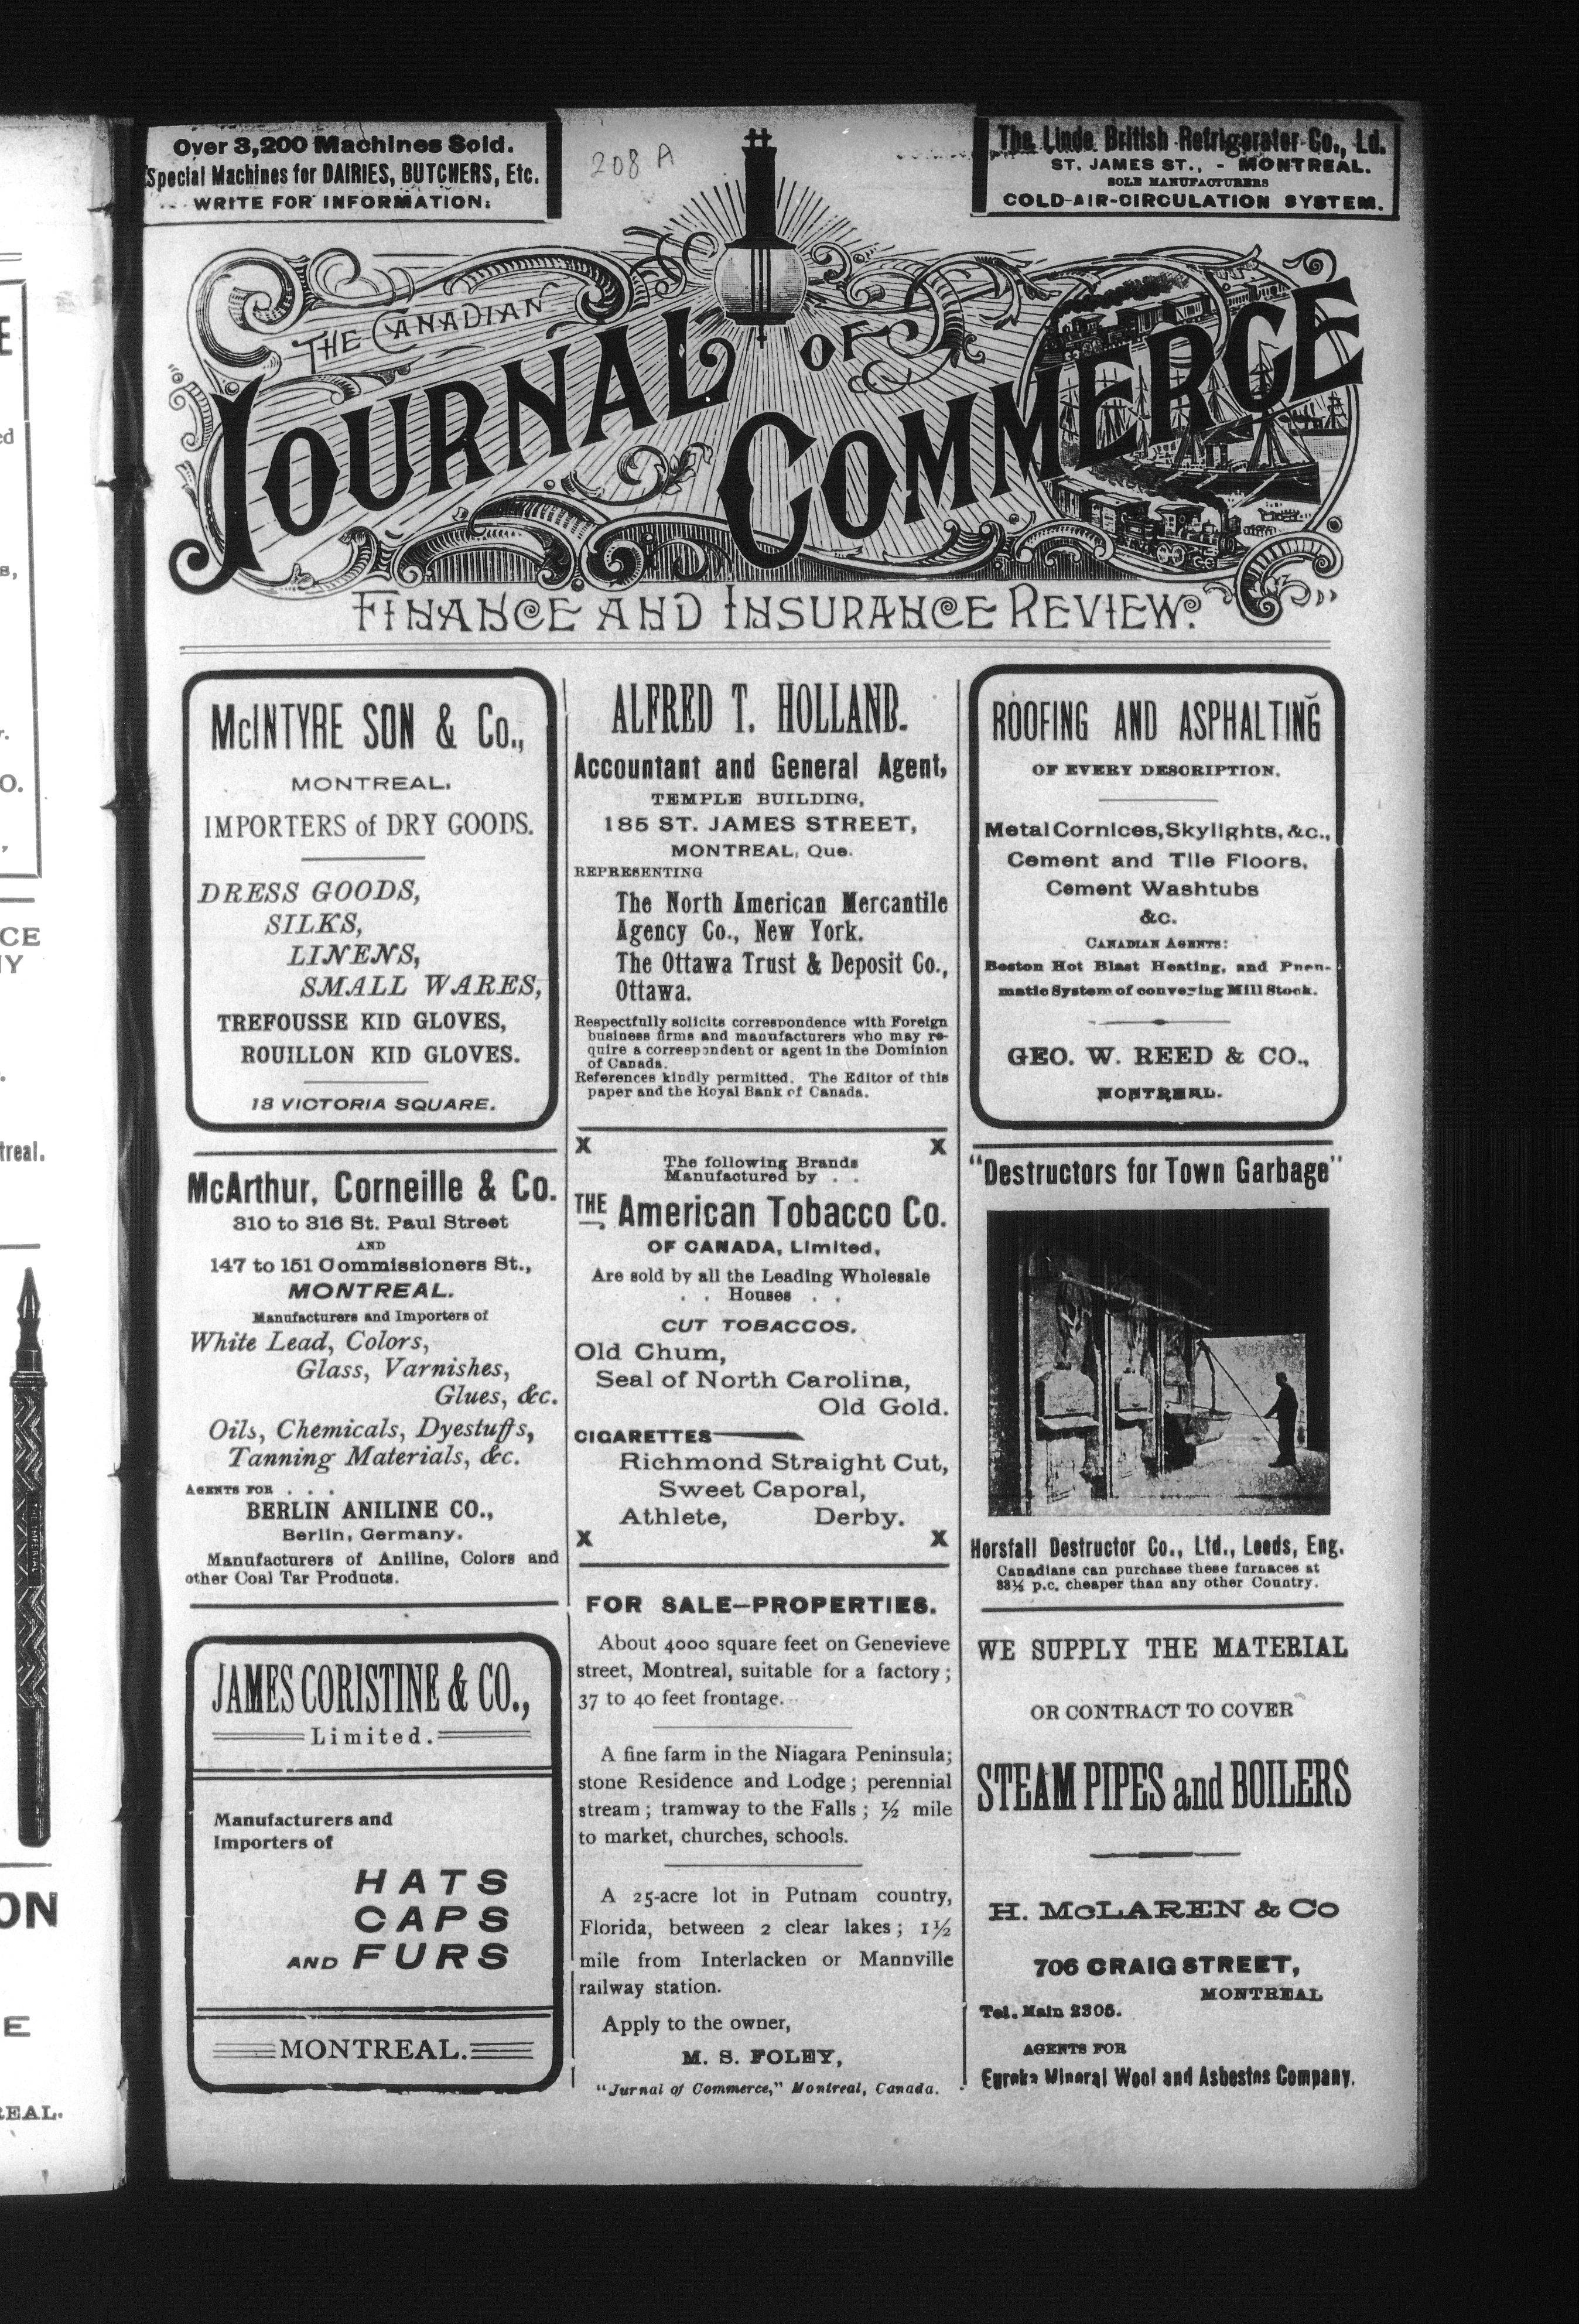 Over 3,200 Machines Sold.
Special Machines for DAIRIES, BUTCHERS, Etc.
WRITE FOR INFORMATION.
208 A
The Linde British Refrigerator Co., Ld.
ST. JAMES ST., - MONTREAL.
SOLE MANUFACTURERS
COLD-AIR-CIRCULATION SYSTEM.
THE CANADIAN
JOURNAL OF
COMMERCE
FINANCE AND INSURANCE REVIEW.
McINTYRE SON & Co.,
MONTREAL.
IMPORTERS of DRY GOODS.
DRESS GOODS,
SILKS,
LINENS,
SMALL WARES,
TREFOUSSE KID GLOVES,
ROUILLON KID GLOVES.
13 VICTORIA SQUARE.
McArthur, Corneille & Co.
310 to 316 St. Paul Street
AND
147 to 151 Commissioners St.,
MONTREAL.
Manufacturers and Importers of
White Lead, Colors,
Glass, Varnishes,
Glues, &c.
Oils, Chemicals, Dyestuffs,
Tanning Materials, &c.
AGENTS FOR . . .
BERLIN ANILINE CO.,
Berlin, Germany.
Manufacturers of Aniline, Colors and
other Coal Tar Products.
JAMES CORISTINE & CO.,
Limited.
Manufacturers and
Importers of
HATS
CAPS
AND FURS
MONTREAL.
ALFRED T. HOLLAND.
Accountant and General Agent,
TEMPLE BUILDING,
185 ST. JAMES STREET,
MONTREAL, Que.
REPRESENTING
The North American Mercantile
Agency Co., New York.
The Ottawa Trust & Deposit Co.,
Ottawa.
Respectfully solicits correspondence with Foreign
business firms and manufacturers who may re-
quire a correspondent or agent in the Dominion
of Canada.
References kindly permitted. The Editor of this
paper and the Royal Bank of Canada.
X X
The following Brands
Manufactured by . .
THE American Tobacco Co.
OF CANADA, Limited,
Are sold by all the Leading Wholesale
. . Houses . .
CUT TOBACCOS.
Old Chum,
Seal of North Carolina,
Old Gold.
CIGARETTES
Richmond Straight Cut,
Sweet Caporal,
Athlete, Derby.
X X
FOR SALE—PROPERTIES.
About 4000 square feet on Genevieve
street, Montreal, suitable for a factory;
37 to 40 feet frontage.
A fine farm in the Niagara Peninsula;
stone Residence and Lodge; perennial
stream; tramway to the Falls; ½ mile
to market, churches, schools.
A 25-acre lot in Putnam country,
Florida, between 2 clear lakes; 1½
mile from Interlacken or Mannville
railway station.
Apply to the owner,
M. S. FOLEY,
"Jurnal of Commerce," Montreal, Canada.
ROOFING AND ASPHALTING
OF EVERY DESCRIPTION.
Metal Cornices, Skylights, &c.,
Cement and Tile Floors,
Cement Washtubs
&c.
CANADIAN AGENTS:
Boston Hot Blast Heating, and Pneu-
matic System of conveying Mill Stock.
GEO. W. REED & CO.,
MONTREAL.
"Destructors for Town Garbage"
Horsfall Destructor Co., Ltd., Leeds, Eng.
Canadians can purchase these furnaces at
33⅓ p.c. cheaper than any other Country.
WE SUPPLY THE MATERIAL
OR CONTRACT TO COVER
STEAM PIPES and BOILERS
H. McLAREN & Co
706 CRAIG STREET,
MONTREAL
Tel. Main 2305.
AGENTS FOR
Eureka Mineral Wool and Asbestos Company.